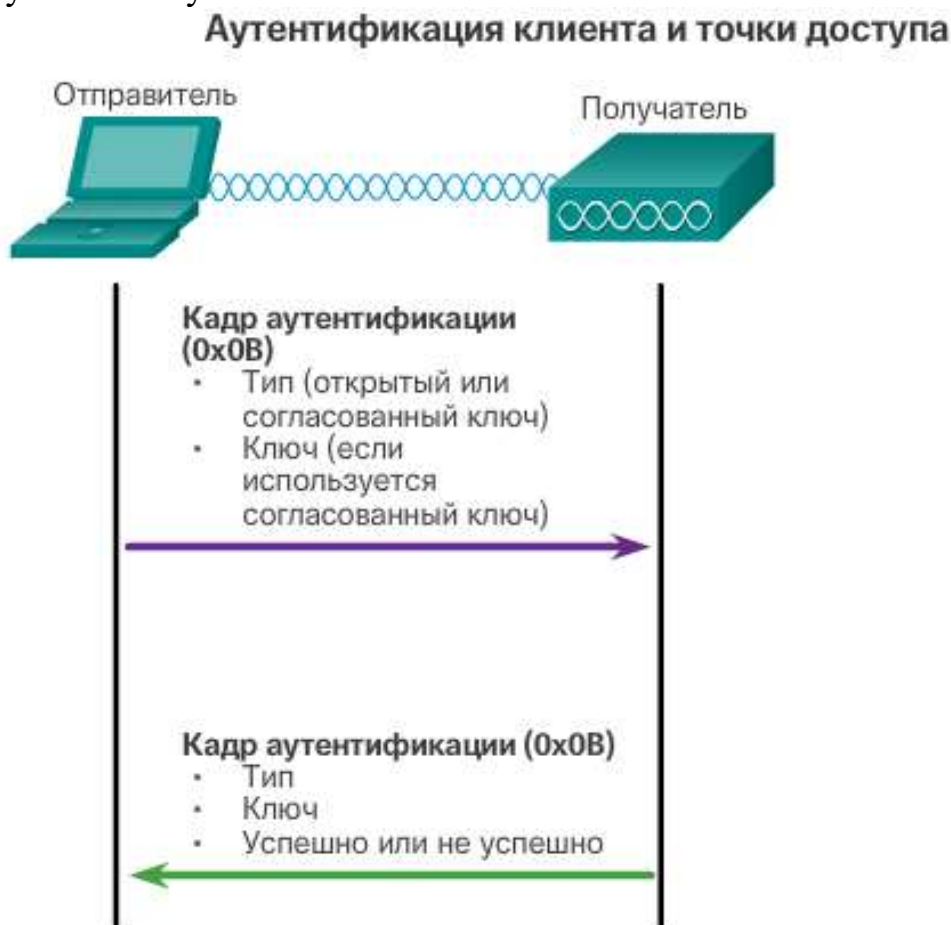 Аутентификация клиента и точки доступа
Отправитель
Получатель
Кадр аутентификации
(0x0B)
• Тип (открытый или
согласованный ключ)
• Ключ (если
используется
согласованный ключ)
Кадр аутентификации (0x0B)
• Тип
• Ключ
• Успешно или не успешно